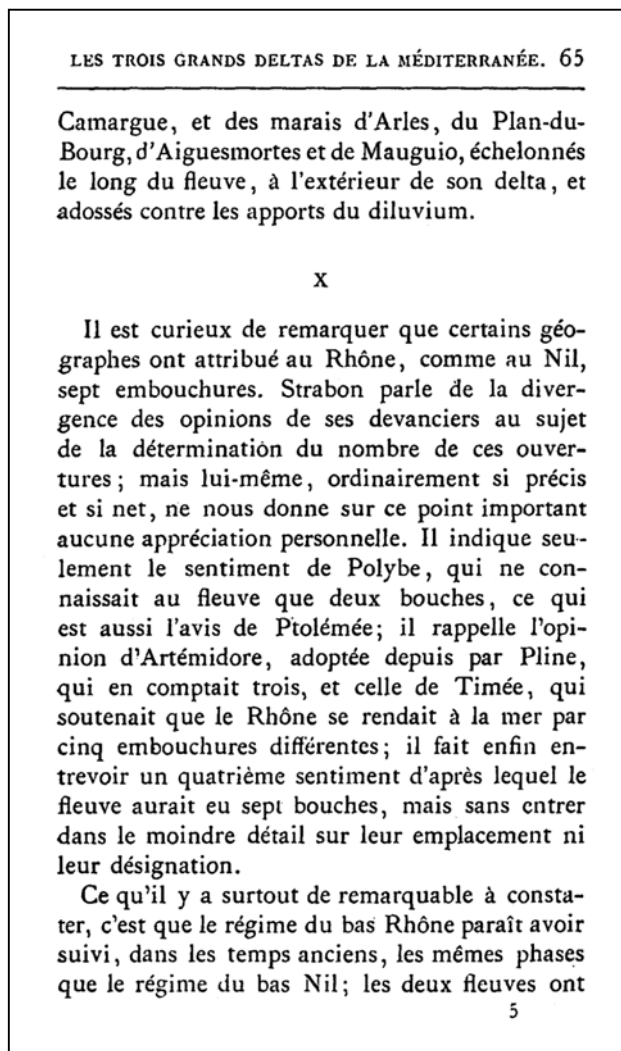 LES TROIS GRANDS DELTAS DE LA MÉDITERRANÉE. 65
Camargue, et des marais d'Arles, du Plan-du-
Bourg, d'Aiguesmortes et de Mauguio, échelonnés
le long du fleuve, à l'extérieur de son delta, et
adossés contre les apports du diluvium.
X
Il est curieux de remarquer que certains géo-
graphes ont attribué au Rhône, comme au Nil,
sept embouchures. Strabon parle de la diver-
gence des opinions de ses devanciers au sujet
de la détermination du nombre de ces ouver-
tures ; mais lui-même, ordinairement si précis
et si net, ne nous donne sur ce point important
aucune appréciation personnelle. Il indique seu-
lement le sentiment de Polybe, qui ne con-
naissait au fleuve que deux bouches, ce qui
est aussi l'avis de Ptolémée; il rappelle l'opi-
nion d'Artémidore, adoptée depuis par Pline,
qui en comptait trois, et celle de Timée, qui
soutenait que le Rhône se rendait à la mer par
cinq embouchures différentes ; il fait enfin en-
trevoir un quatrième sentiment d'après lequel le
fleuve aurait eu sept bouches, mais sans entrer
dans le moindre détail sur leur emplacement ni
leur désignation.
Ce qu'il y a surtout de remarquable à consta-
ter, c'est que le régime du bas Rhône paraît avoir
suivi, dans les temps anciens, les mêmes phases
que le régime du bas Nil ; les deux fleuves ont
5